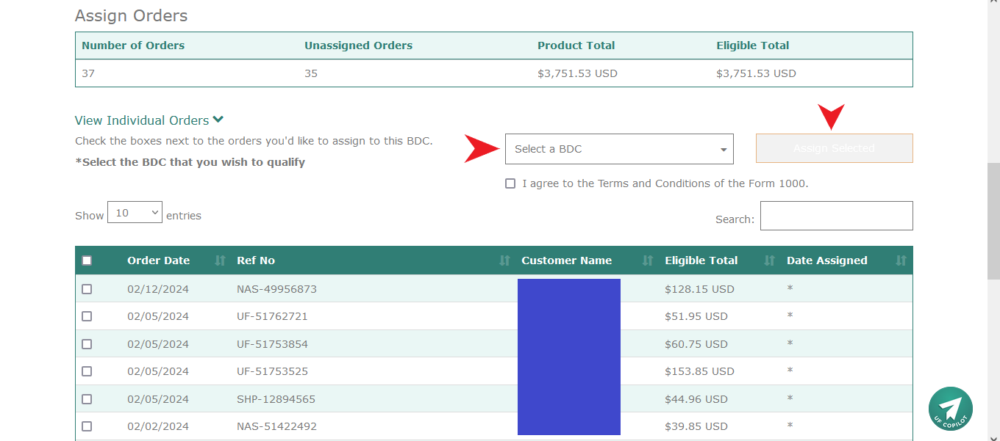 Assign Orders
Number of Orders Unassigned Orders Product Total Eligible Total
37 35 $3,751.53 USD $3,751.53 USD
View Individual Orders
Check the boxes next to the orders you'd like to assign to this BDC.
*Select the BDC that you wish to qualify
Select a BDC
Assign Selected
I agree to the Terms and Conditions of the Form 1000.
Show 10 entries
Search:
Order Date Ref No Customer Name Eligible Total Date Assigned
02/12/2024 NAS-49956873 $128.15 USD *
02/05/2024 UF-51762721 $51.95 USD *
02/05/2024 UF-51753854 $60.75 USD *
02/05/2024 UF-51753525 $153.85 USD *
02/05/2024 SHP-12894565 $44.96 USD *
02/02/2024 NAS-51422492 $39.85 USD *
UF COPILOT